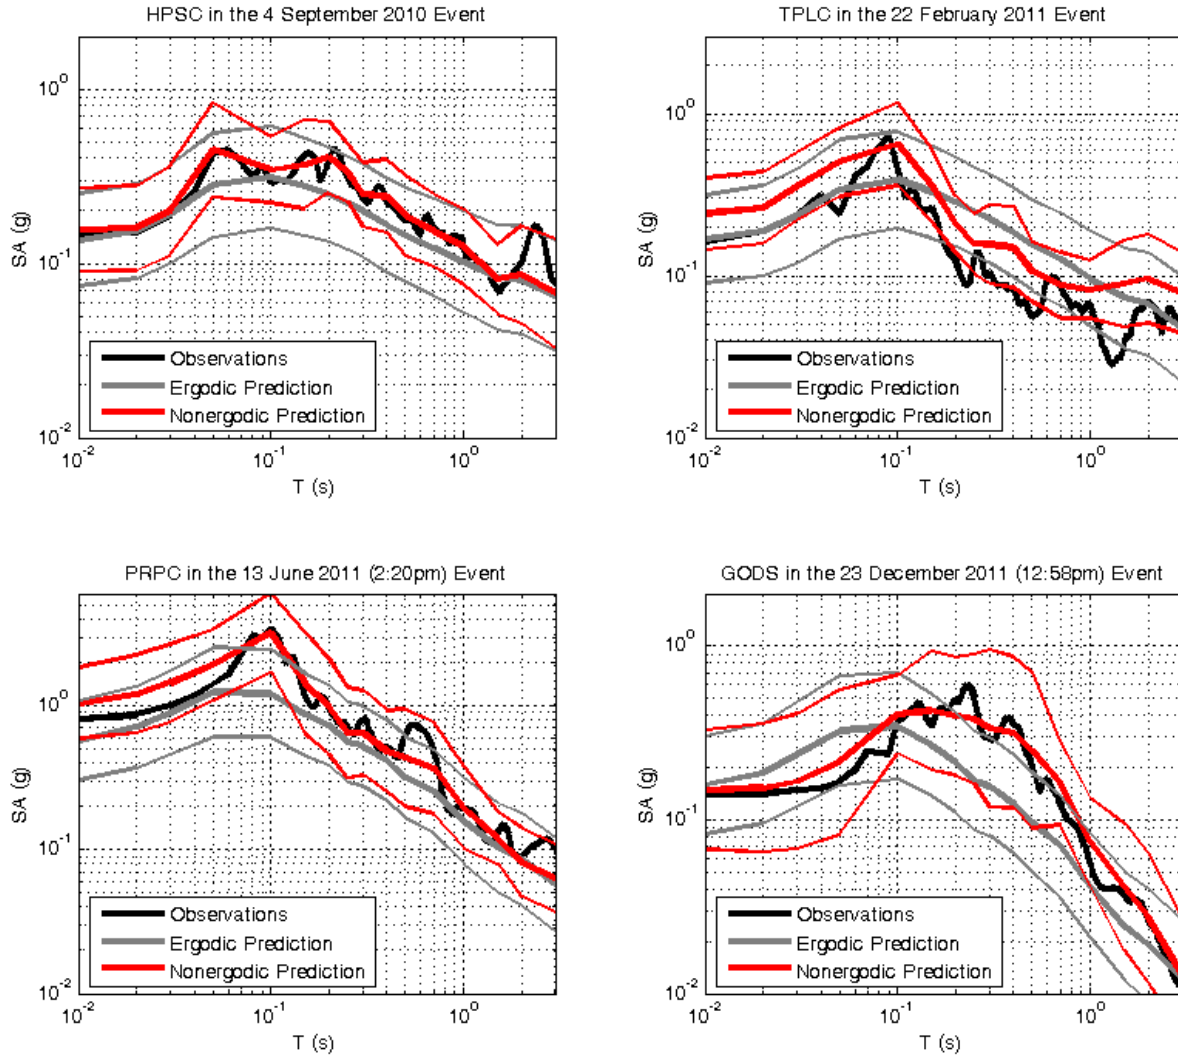 HPSC in the 4 September 2010 Event
10^0
10^-1
10^-2
SA (g)
Observations
Ergodic Prediction
Nonergodic Prediction
10^-2
10^-1
10^0
T (s)
TPLC in the 22 February 2011 Event
10^0
10^-1
10^-2
SA (g)
Observations
Ergodic Prediction
Nonergodic Prediction
10^-2
10^-1
10^0
T (s)
PRPC in the 13 June 2011 (2:20pm) Event
10^0
10^-1
10^-2
SA (g)
Observations
Ergodic Prediction
Nonergodic Prediction
10^-2
10^-1
10^0
T (s)
GODS in the 23 December 2011 (12:58pm) Event
10^0
10^-1
10^-2
SA (g)
Observations
Ergodic Prediction
Nonergodic Prediction
10^-2
10^-1
10^0
T (s)